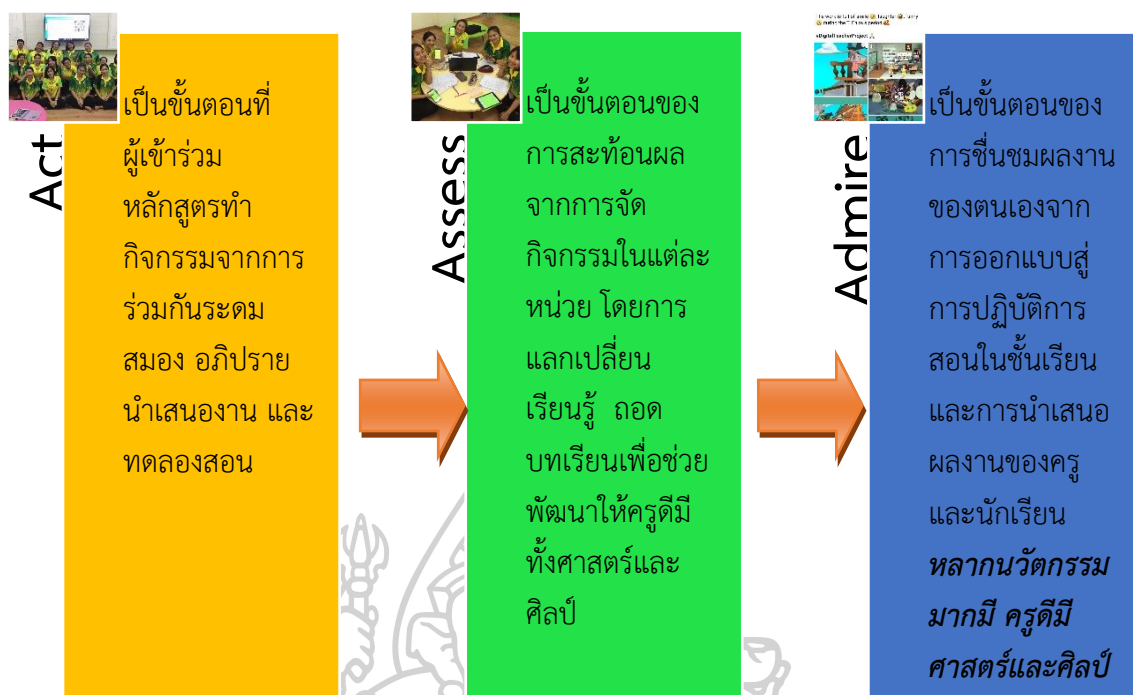 Act
เป็นขั้นตอนที่
ผู้เข้าร่วม
หลักสูตรทำ
กิจกรรมจากการ
ร่วมกันระดม
สมอง อภิปราย
นำเสนองาน และ
ทดลองสอน
Assess
เป็นขั้นตอนของ
การสะท้อนผล
จากการจัด
กิจกรรมในแต่ละ
หน่วย โดยการ
แลกเปลี่ยน
เรียนรู้ ถอด
บทเรียนเพื่อช่วย
พัฒนาให้ครูดีมี
ทั้งศาสตร์และ
ศิลป์
Admire
เป็นขั้นตอนของ
การชื่นชมผลงาน
ของตนเองจาก
การออกแบบสู่
การปฏิบัติการ
สอนในชั้นเรียน
และการนำเสนอ
ผลงานของครู
และนักเรียน
หลากนวัตกรรม
มากมี ครูดีมี
ศาสตร์และศิลป์